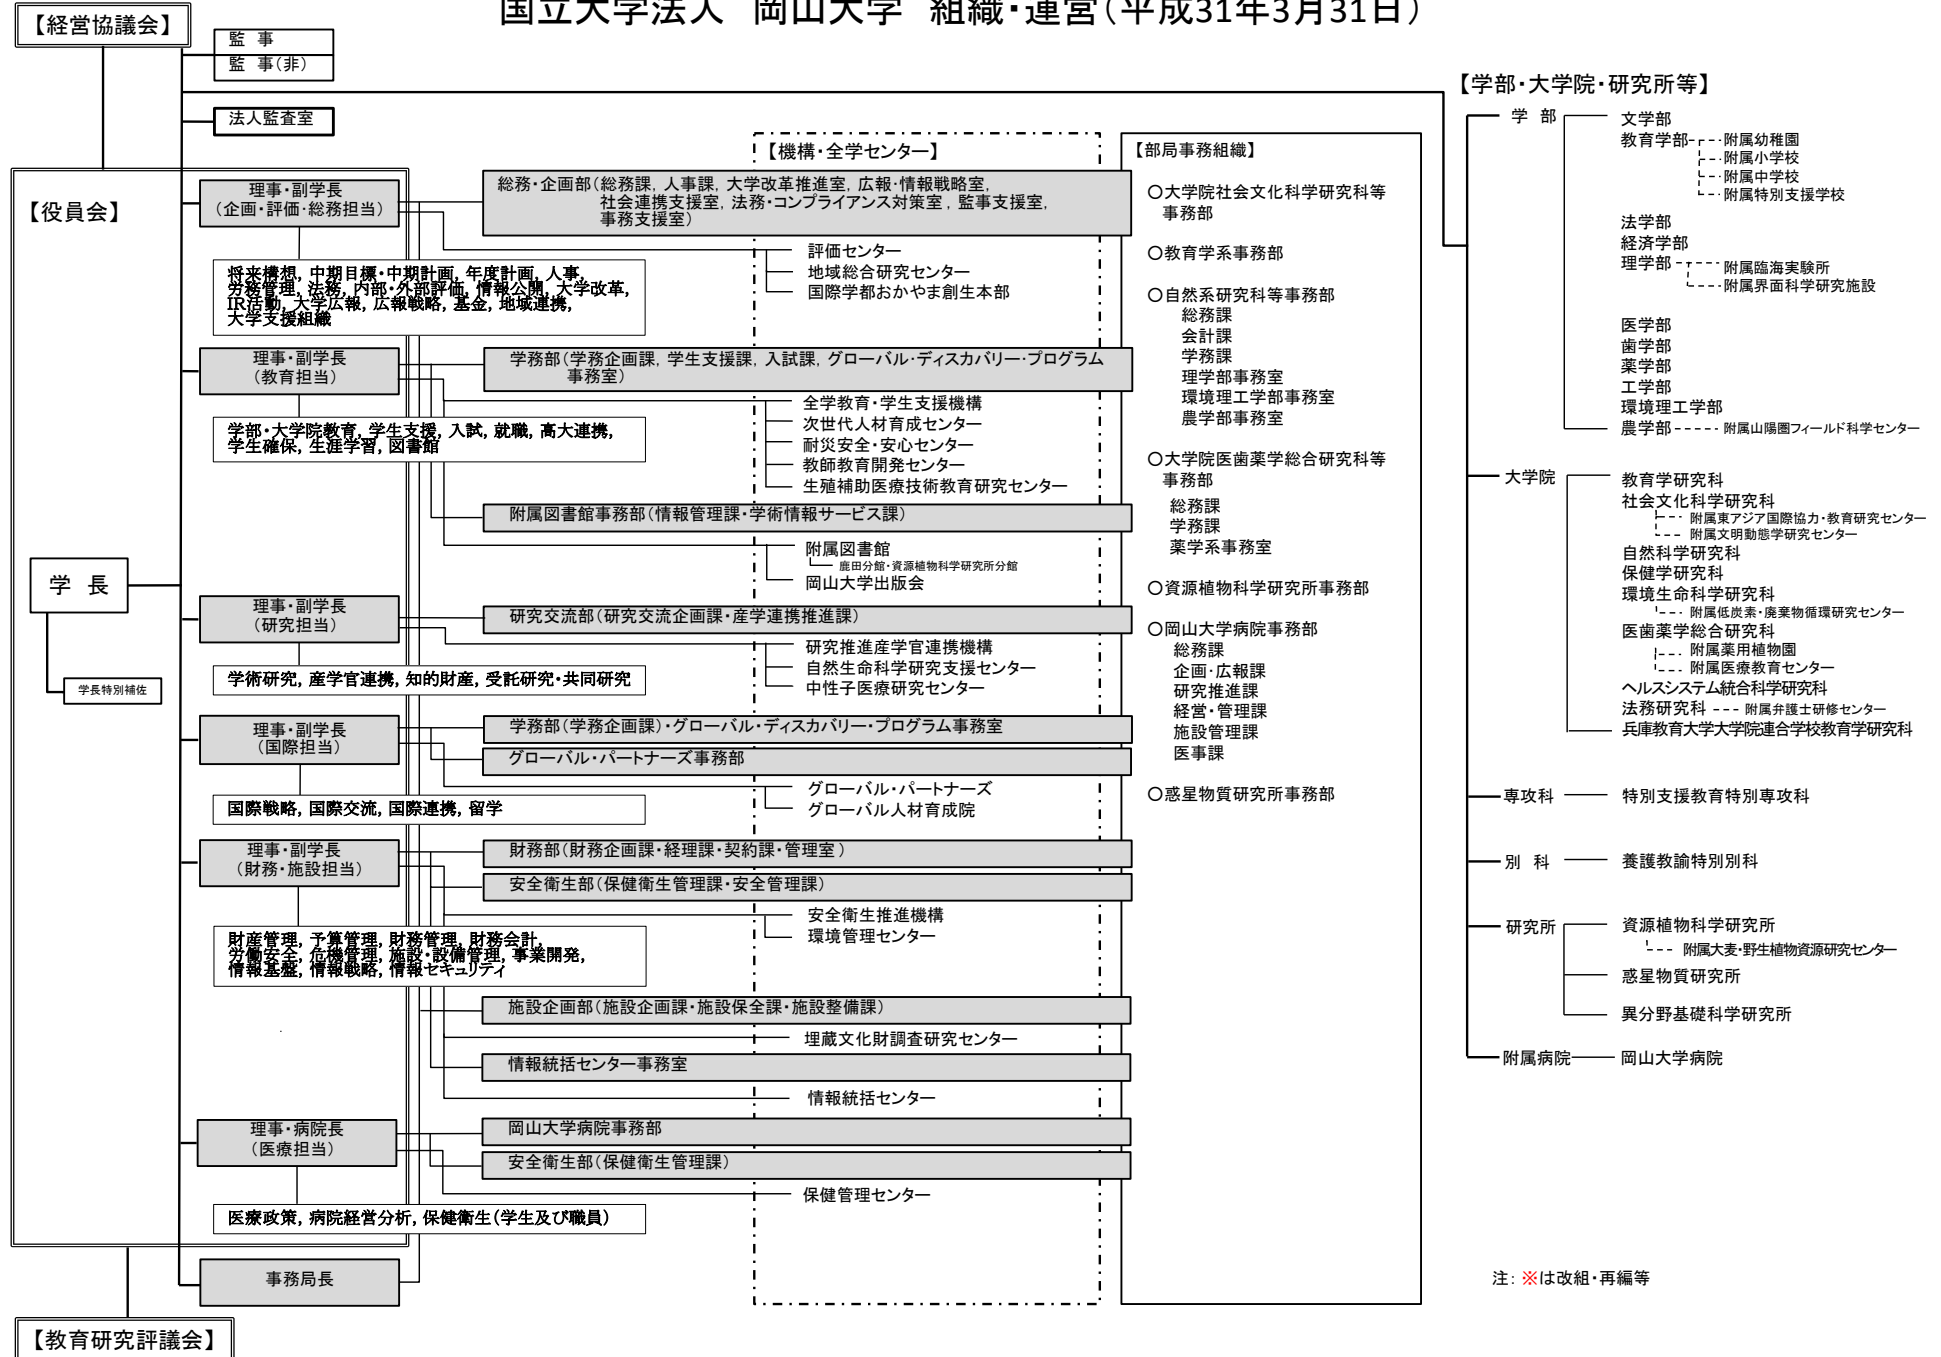 国立大学法人　岡山大学　組織・運営（平成31年3月31日）
【経営協議会】
監　事
監　事（非）
法人監査室
【役員会】
学　長
学長特別補佐
理事・副学長
（企画・評価・総務担当）
将来構想, 中期目標・中期計画, 年度計画, 人事,
労務管理, 法務, 内部・外部評価, 情報公開, 大学改革,
IR活動, 大学広報, 広報戦略, 基金, 地域連携,
大学支援組織
理事・副学長
（教育担当）
学部・大学院教育, 学生支援, 入試, 就職, 高大連携,
学生確保, 生涯学習, 図書館
理事・副学長
（研究担当）
学術研究, 産学官連携, 知的財産, 受託研究・共同研究
理事・副学長
（国際担当）
国際戦略, 国際交流, 国際連携, 留学
理事・副学長
（財務・施設担当）
財産管理, 予算管理, 財務管理, 財務会計,
労働安全, 危機管理, 施設・設備管理, 事業開発,
情報基盤, 情報戦略, 情報セキュリティ
理事・病院長
（医療担当）
医療政策, 病院経営分析, 保健衛生（学生及び職員）
事務局長
【教育研究評議会】
【機構・全学センター】
総務・企画部（総務課, 人事課, 大学改革推進室, 広報・情報戦略室,
社会連携支援室, 法務・コンプライアンス対策室, 監事支援室,
事務支援室）
評価センター
地域総合研究センター
国際学都おかやま創生本部
学務部（学務企画課, 学生支援課, 入試課, グローバル・ディスカバリー・プログラム
事務室）
全学教育・学生支援機構
次世代人材育成センター
耐災安全・安心センター
教師教育開発センター
生殖補助医療技術教育研究センター
附属図書館事務部（情報管理課・学術情報サービス課）
附属図書館
鹿田分館・資源植物科学研究所分館
岡山大学出版会
研究交流部（研究交流企画課・産学連携推進課）
研究推進産学官連携機構
自然生命科学研究支援センター
中性子医療研究センター
学務部（学務企画課）・グローバル・ディスカバリー・プログラム事務室
グローバル・パートナーズ事務部
グローバル・パートナーズ
グローバル人材育成院
財務部（財務企画課・経理課・契約課・管理室）
安全衛生部（保健衛生管理課・安全管理課）
安全衛生推進機構
環境管理センター
施設企画部（施設企画課・施設保全課・施設整備課）
埋蔵文化財調査研究センター
情報統括センター事務室
情報統括センター
岡山大学病院事務部
安全衛生部（保健衛生管理課）
保健管理センター
【部局事務組織】
○大学院社会文化科学研究科等
事務部
○教育学系事務部
○自然系研究科等事務部
総務課
会計課
学務課
理学部事務室
環境理工学部事務室
農学部事務室
○大学院医歯薬学総合研究科等
事務部
総務課
学務課
薬学系事務室
○資源植物科学研究所事務部
○岡山大学病院事務部
総務課
企画・広報課
研究推進課
経営・管理課
施設管理課
医事課
○惑星物質研究所事務部
【学部・大学院・研究所等】
学　部
文学部
教育学部
附属幼稚園
附属小学校
附属中学校
附属特別支援学校
法学部
経済学部
理学部
附属臨海実験所
附属界面科学研究施設
医学部
歯学部
薬学部
工学部
環境理工学部
農学部
附属山陽圏フィールド科学センター
大学院
教育学研究科
社会文化科学研究科
附属東アジア国際協力・教育研究センター
附属文明動態学研究センター
自然科学研究科
保健学研究科
環境生命科学研究科
附属低炭素・廃棄物循環研究センター
医歯薬学総合研究科
附属薬用植物園
附属医療教育センター
ヘルスシステム統合科学研究科
法務研究科
附属弁護士研修センター
兵庫教育大学大学院連合学校教育学研究科
専攻科
特別支援教育特別専攻科
別　科
養護教諭特別別科
研究所
資源植物科学研究所
附属大麦・野生植物資源研究センター
惑星物質研究所
異分野基礎科学研究所
附属病院
岡山大学病院
注：※は改組・再編等